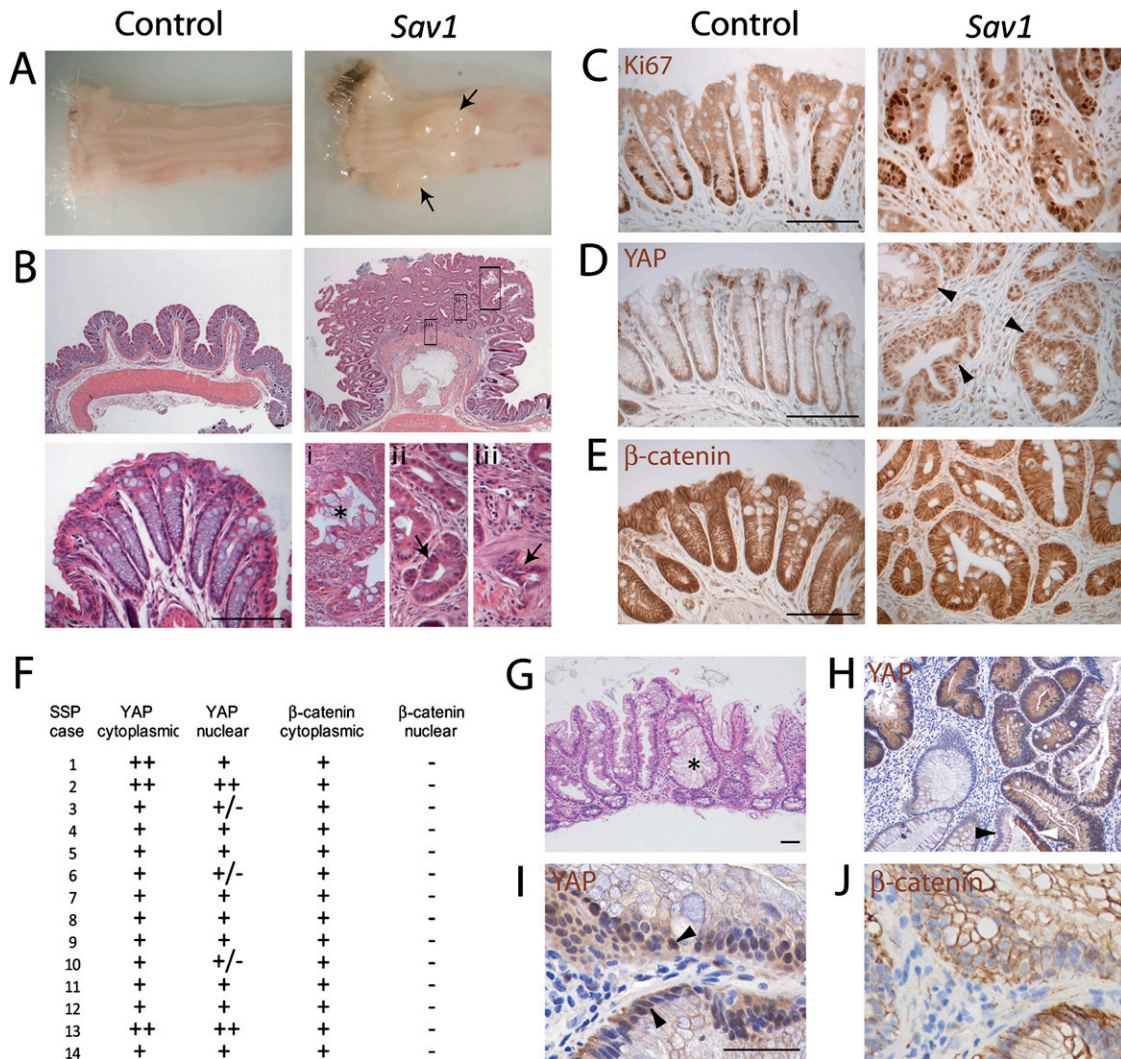 Control
Sav1
Control
Sav1
A
B
i
ii
iii
C
Ki67
D
YAP
E
β-catenin
F
SSP case YAP cytoplasmic YAP nuclear β-catenin cytoplasmic β-catenin nuclear
1 ++ + + -
2 ++ ++ + -
3 + +/- + -
4 + + + -
5 + + + -
6 + +/- + -
7 + + + -
8 + + + -
9 + + + -
10 + +/- + -
11 + + + -
12 + + + -
13 ++ ++ + -
14 + + + -
G
*
H
YAP
I
YAP
J
β-catenin